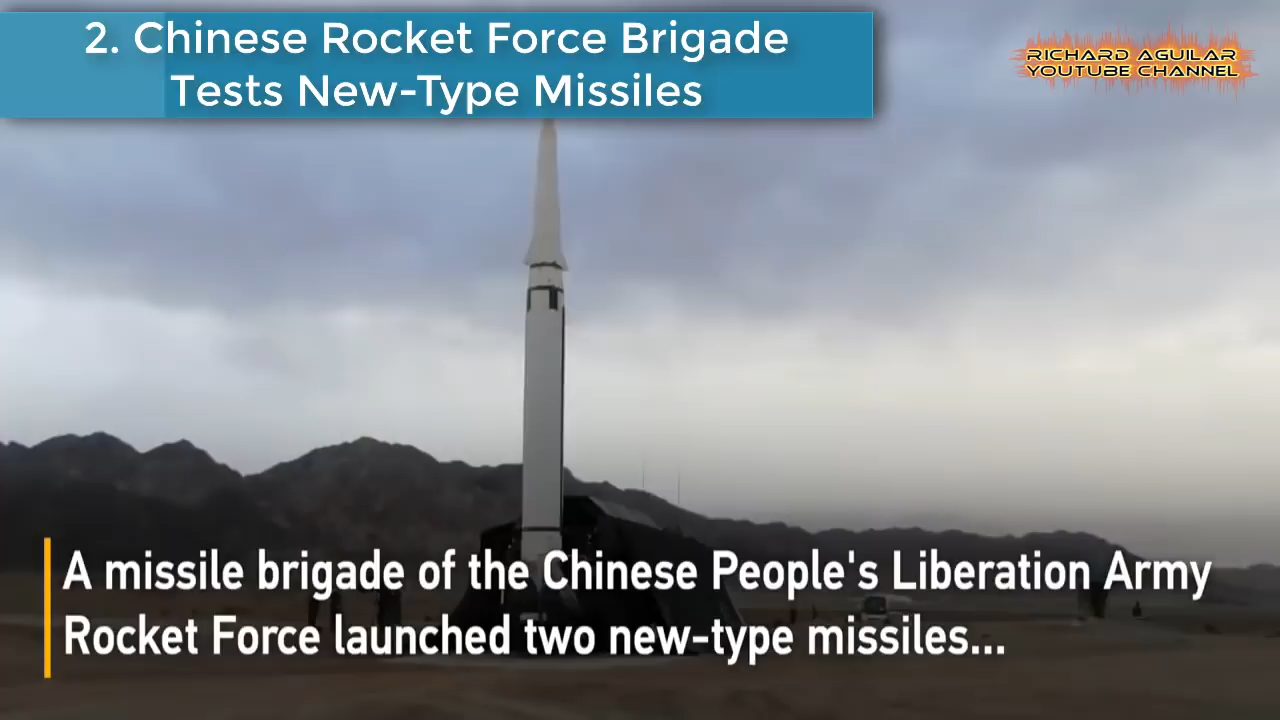 2. Chinese Rocket Force Brigade
Tests New-Type Missiles
RICHARD AGUILAR
YOUTUBE CHANNEL
A missile brigade of the Chinese People's Liberation Army
Rocket Force launched two new-type missiles...